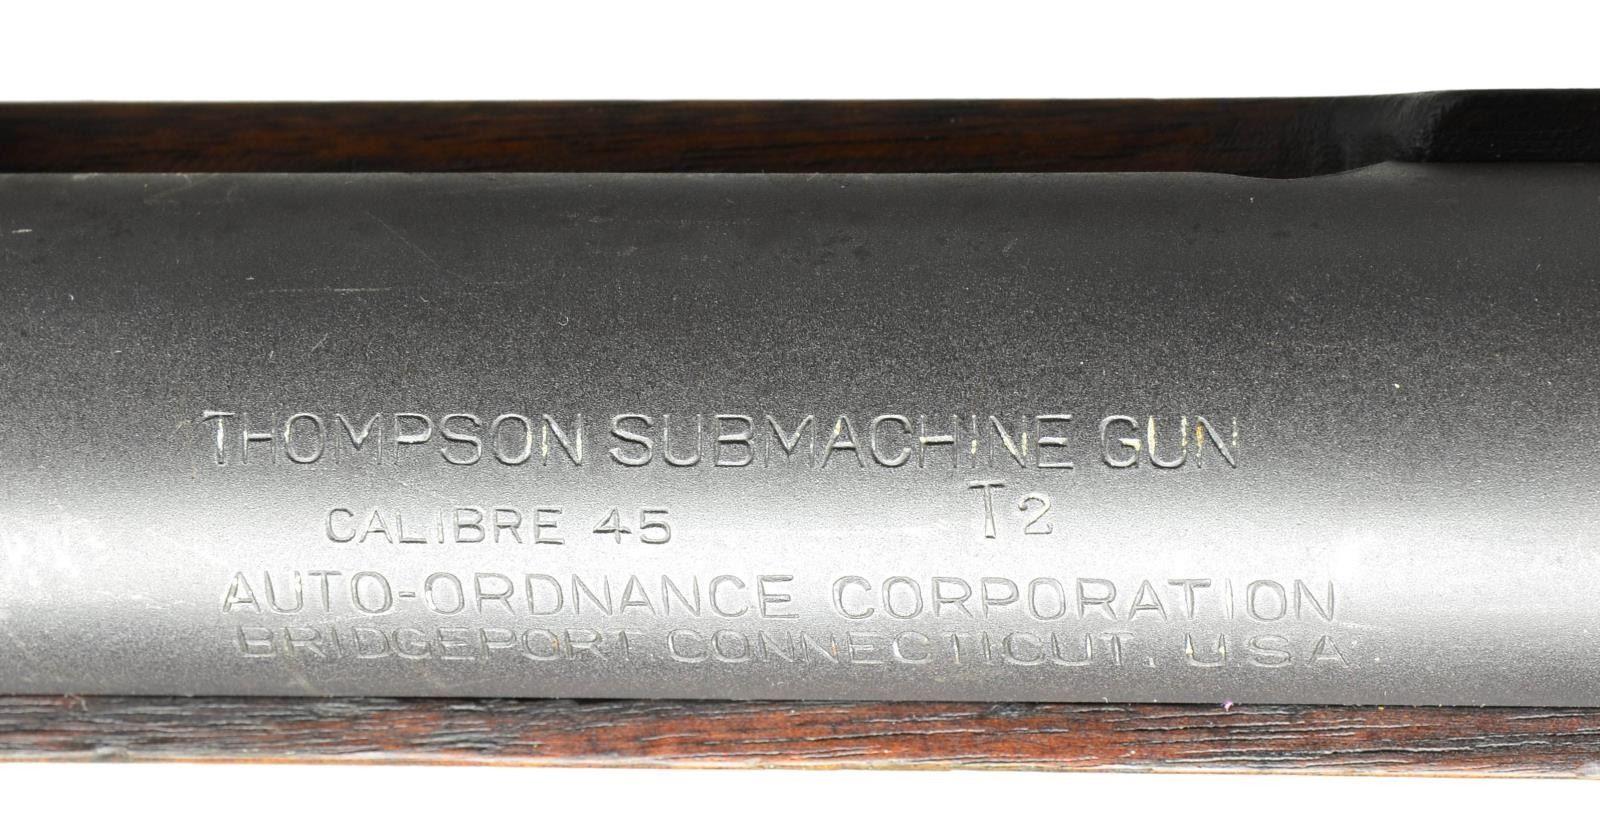 THOMPSON SUBMACHINE GUN
CALIBRE 45 T2
AUTO-ORDNANCE CORPORATION
BRIDGEPORT CONNECTICUT. U.S.A.